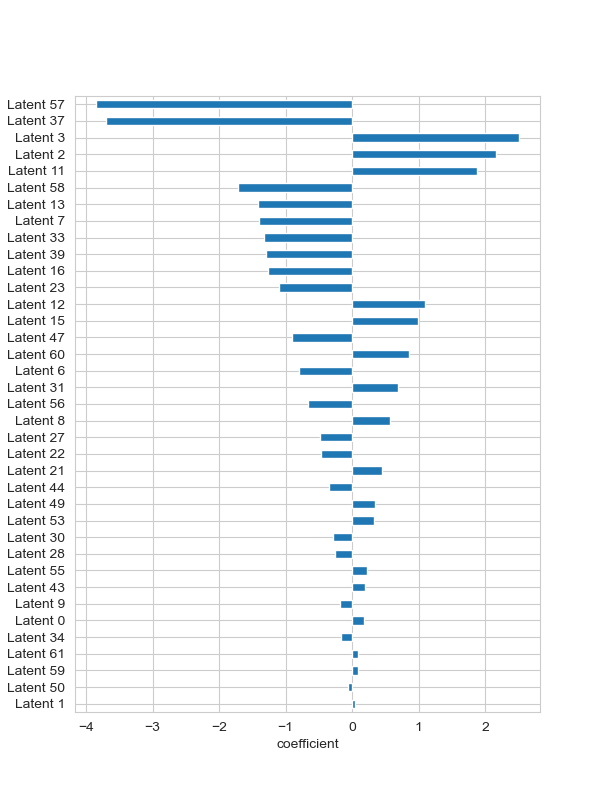 Latent 57
Latent 37
Latent 3
Latent 2
Latent 11
Latent 58
Latent 13
Latent 7
Latent 33
Latent 39
Latent 16
Latent 23
Latent 12
Latent 15
Latent 47
Latent 60
Latent 6
Latent 31
Latent 56
Latent 8
Latent 27
Latent 22
Latent 21
Latent 44
Latent 49
Latent 53
Latent 30
Latent 28
Latent 55
Latent 43
Latent 9
Latent 0
Latent 34
Latent 61
Latent 59
Latent 50
Latent 1
−4 −3 −2 −1 0 1 2
coefficient